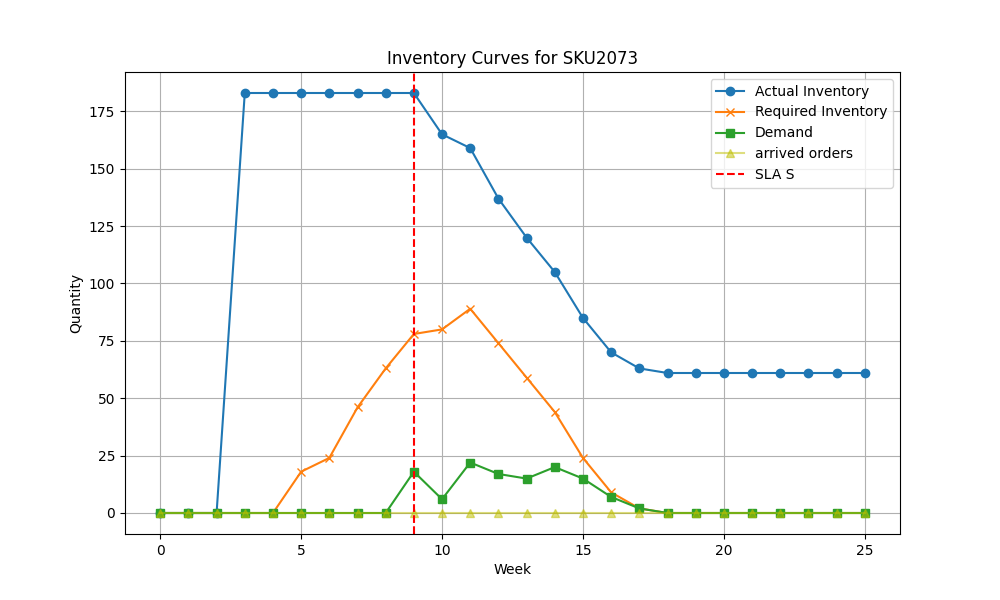 Inventory Curves for SKU2073
Actual Inventory
Required Inventory
Demand
arrived orders
SLA S
Quantity
175
150
125
100
75
50
25
0
0 5 10 15 20 25
Week